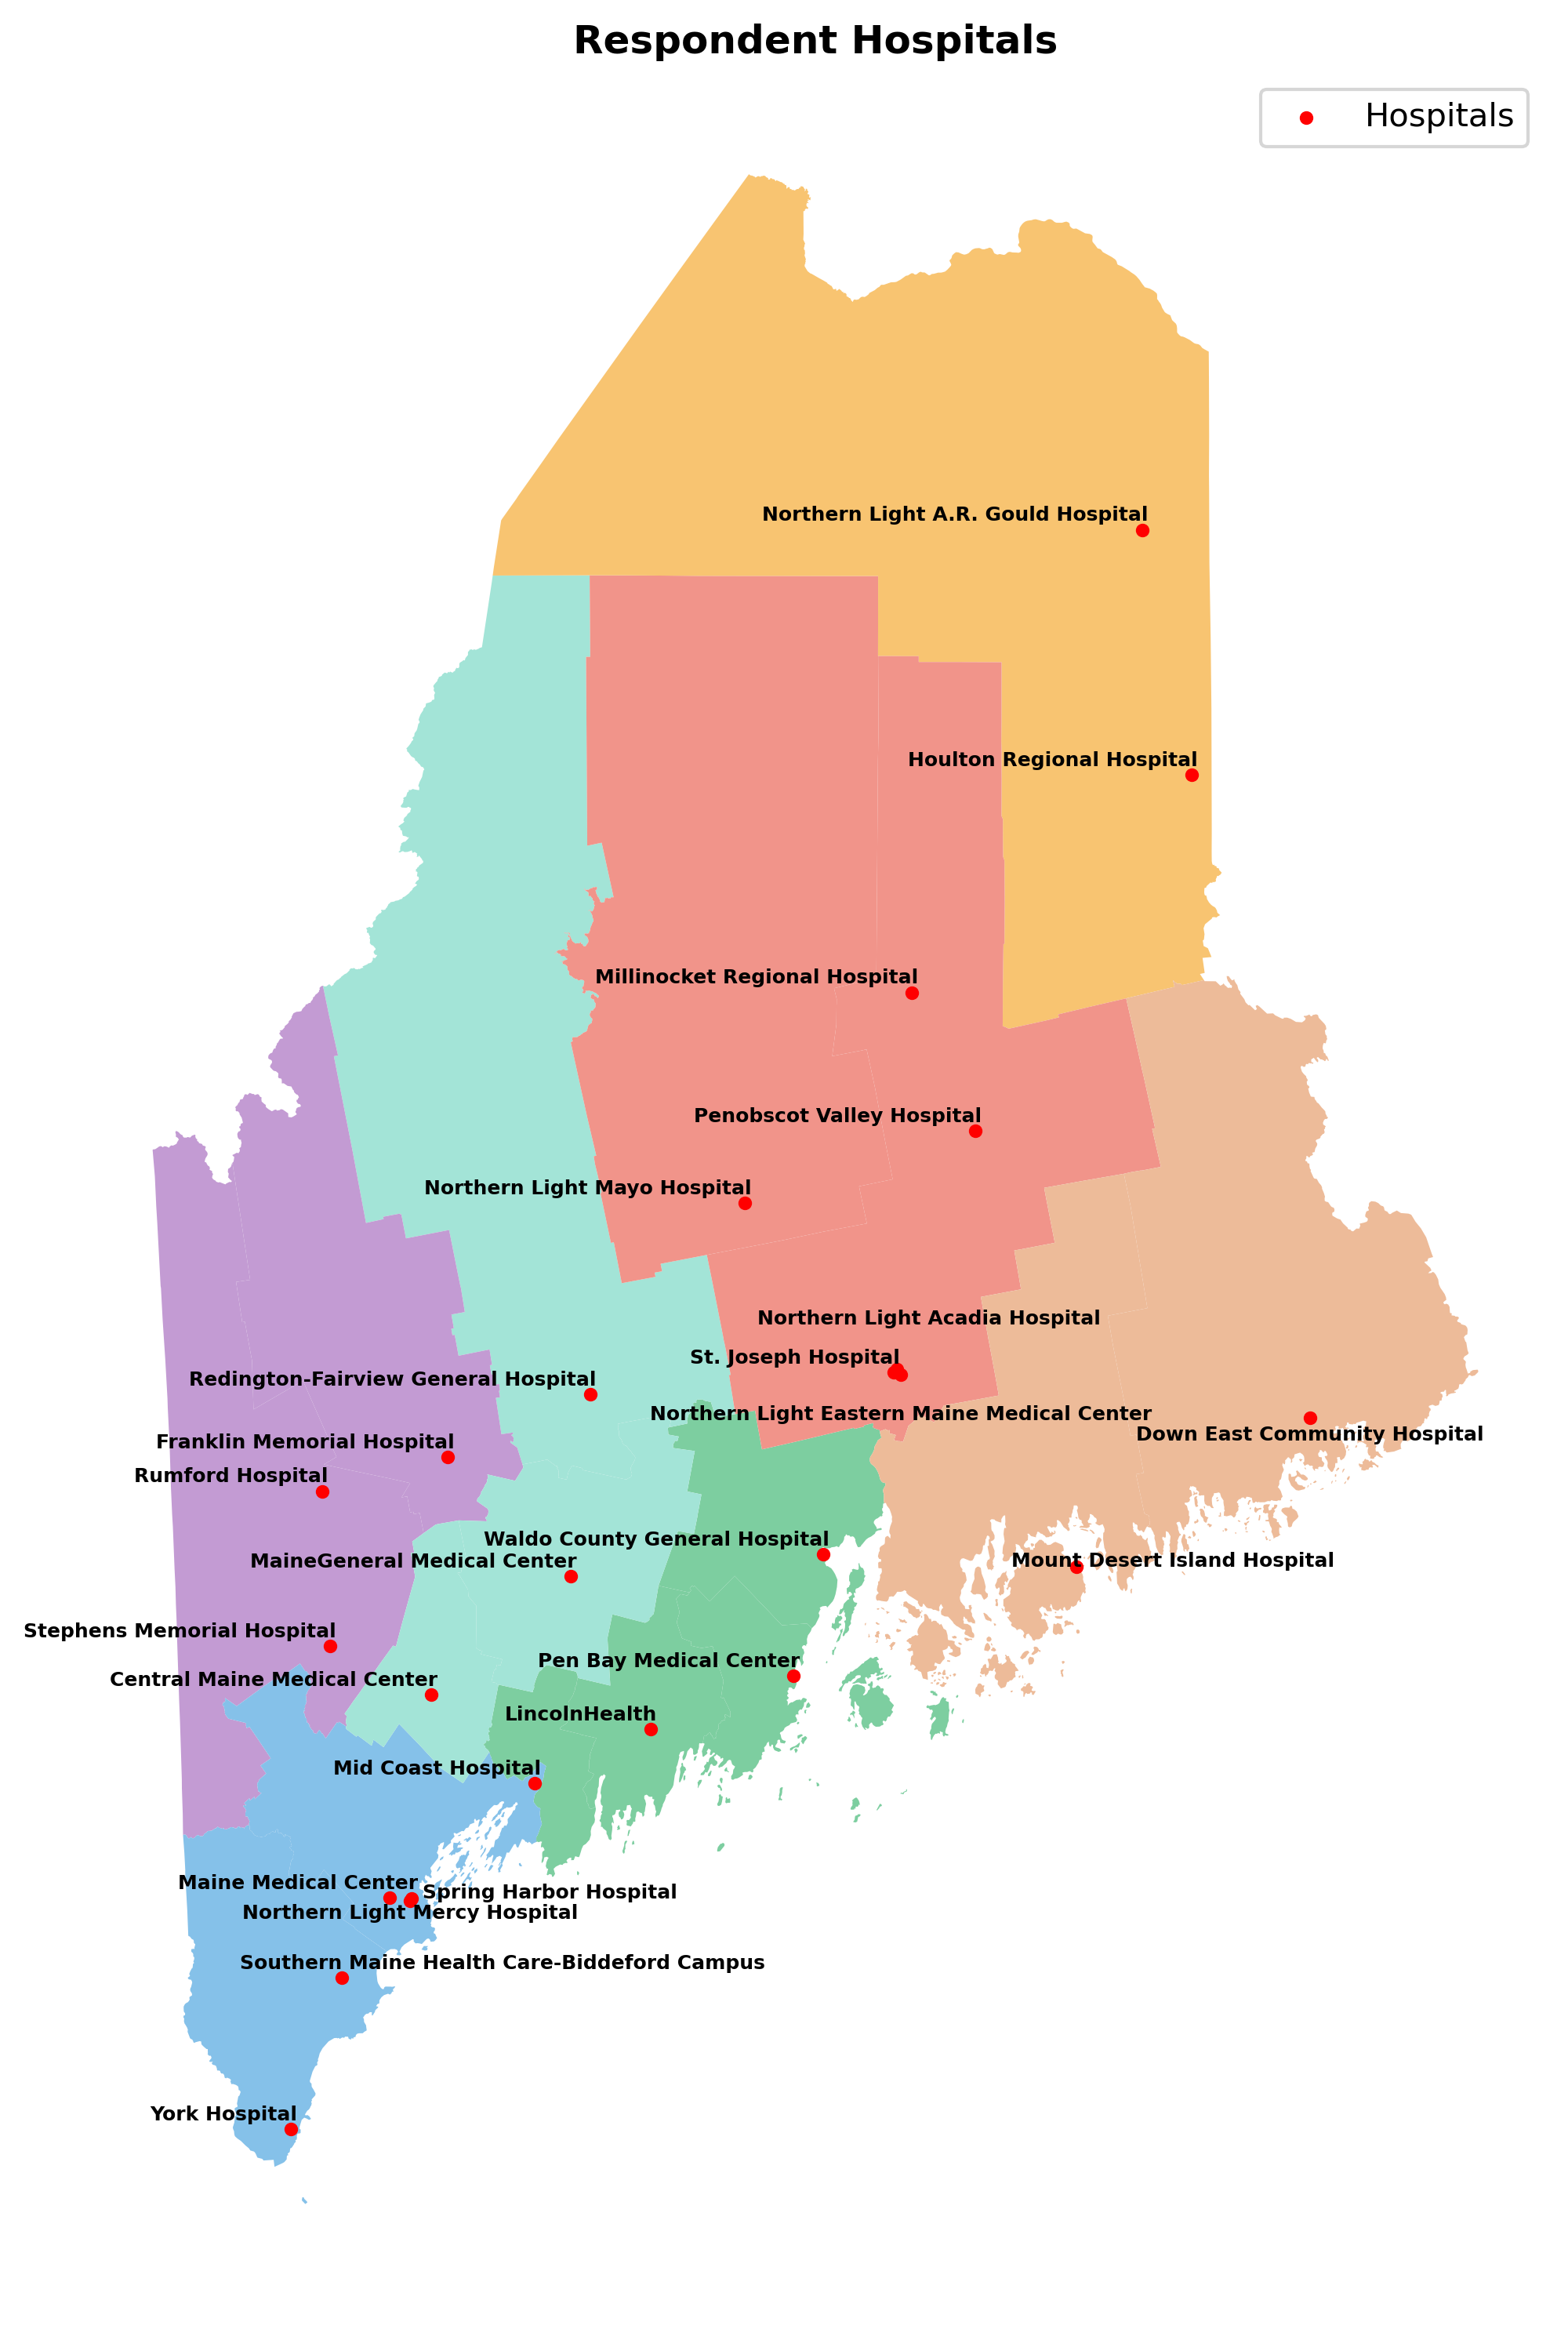 Respondent Hospitals
Hospitals
Northern Light A.R. Gould Hospital
Houlton Regional Hospital
Millinocket Regional Hospital
Penobscot Valley Hospital
Northern Light Mayo Hospital
Northern Light Acadia Hospital
St. Joseph Hospital
Redington-Fairview General Hospital
Northern Light Eastern Maine Medical Center
Down East Community Hospital
Franklin Memorial Hospital
Rumford Hospital
Waldo County General Hospital
MaineGeneral Medical Center
Mount Desert Island Hospital
Stephens Memorial Hospital
Pen Bay Medical Center
Central Maine Medical Center
LincolnHealth
Mid Coast Hospital
Maine Medical Center
Spring Harbor Hospital
Northern Light Mercy Hospital
Southern Maine Health Care-Biddeford Campus
York Hospital